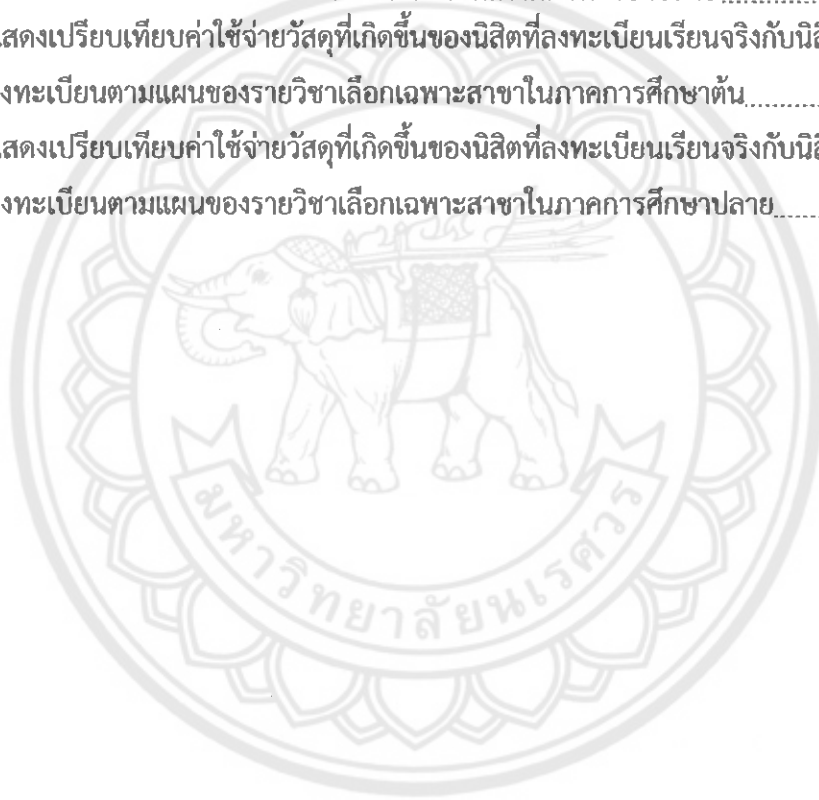 แสดงเปรียบเทียบค่าใช้จ่ายวัสดุที่เกิดขึ้นของนิสิตที่ลงทะเบียนเรียนจริงกับ
ลงทะเบียนตามแผนของรายวิชาเลือกเฉพาะสาขาในภาคการศึกษาต้น
แสดงเปรียบเทียบค่าใช้จ่ายวัสดุที่เกิดขึ้นของนิสิตที่ลงทะเบียนเรียนจริงกับ
ลงทะเบียนตามแผนของรายวิชาเลือกเฉพาะสาขาในภาคการศึกษาปลาย
มหาวิทยาลัยนเรศวร